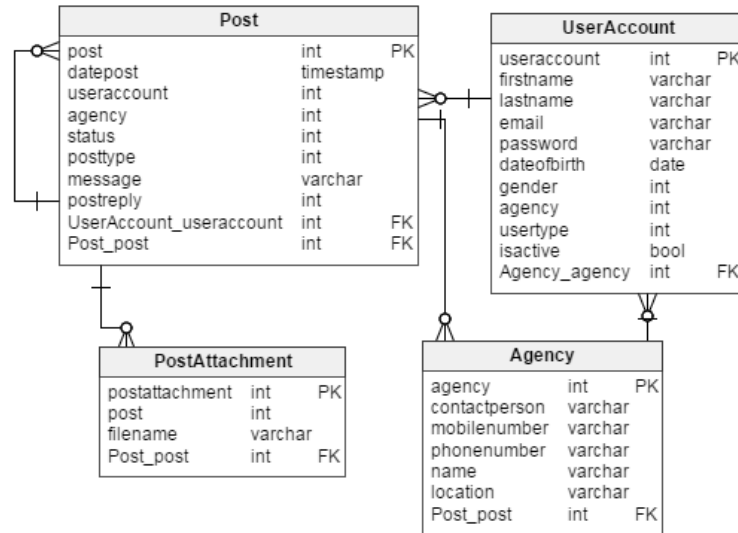 Post
post int PK
datepost timestamp
useraccount int
agency int
status int
posttype int
message varchar
postreply int
UserAccount_useraccount int FK
Post_post int FK
UserAccount
useraccount int PK
firstname varchar
lastname varchar
email varchar
password varchar
dateofbirth date
gender int
agency int
usertype int
isactive bool
Agency_agency int FK
PostAttachment
postattachment int PK
post int
filename varchar
Post_post int FK
Agency
agency int PK
contactperson varchar
mobilenumber varchar
phonenumber varchar
name varchar
location varchar
Post_post int FK